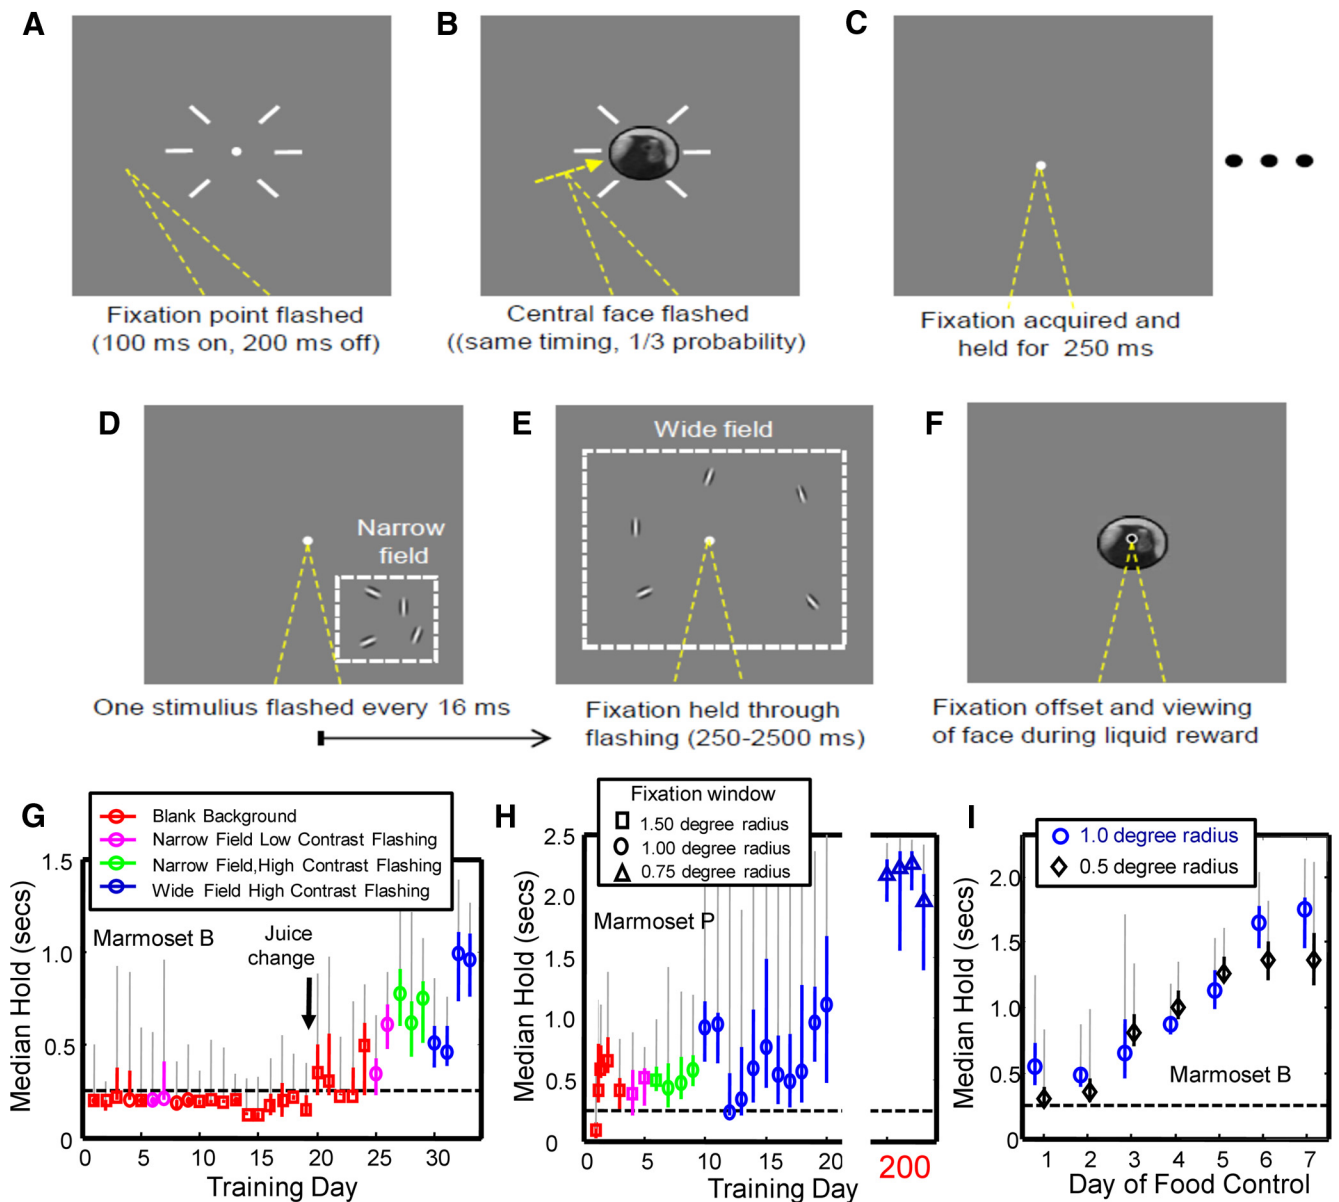 A
B
C
Fixation point flashed
(100 ms on, 200 ms off)
Central face flashed
((same timing, 1/3 probability)
Fixation acquired and
held for 250 ms
D
E
F
Narrow
field
Wide field
One stimulius flashed every 16 ms
Fixation held through
flashing (250-2500 ms)
Fixation offset and viewing
of face during liquid reward
G
Blank Background
Narrow Field Low Contrast Flashing
Narrow Field,High Contrast Flashing
Wide Field High Contrast Flashing
Marmoset B
Juice
change
Median Hold (secs)
1.5
1.0
0.5
0
0 5 10 15 20 25 30
Training Day
H
Fixation window
1.50 degree radius
1.00 degree radius
0.75 degree radius
Marmoset P
Median Hold (secs)
2.5
2.0
1.5
1.0
0.5
0
0 5 10 15 20
200
Training Day
I
1.0 degree radius
0.5 degree radius
Marmoset B
Median Hold (secs)
2.0
1.5
1.0
0.5
0
1 2 3 4 5 6 7
Day of Food Control